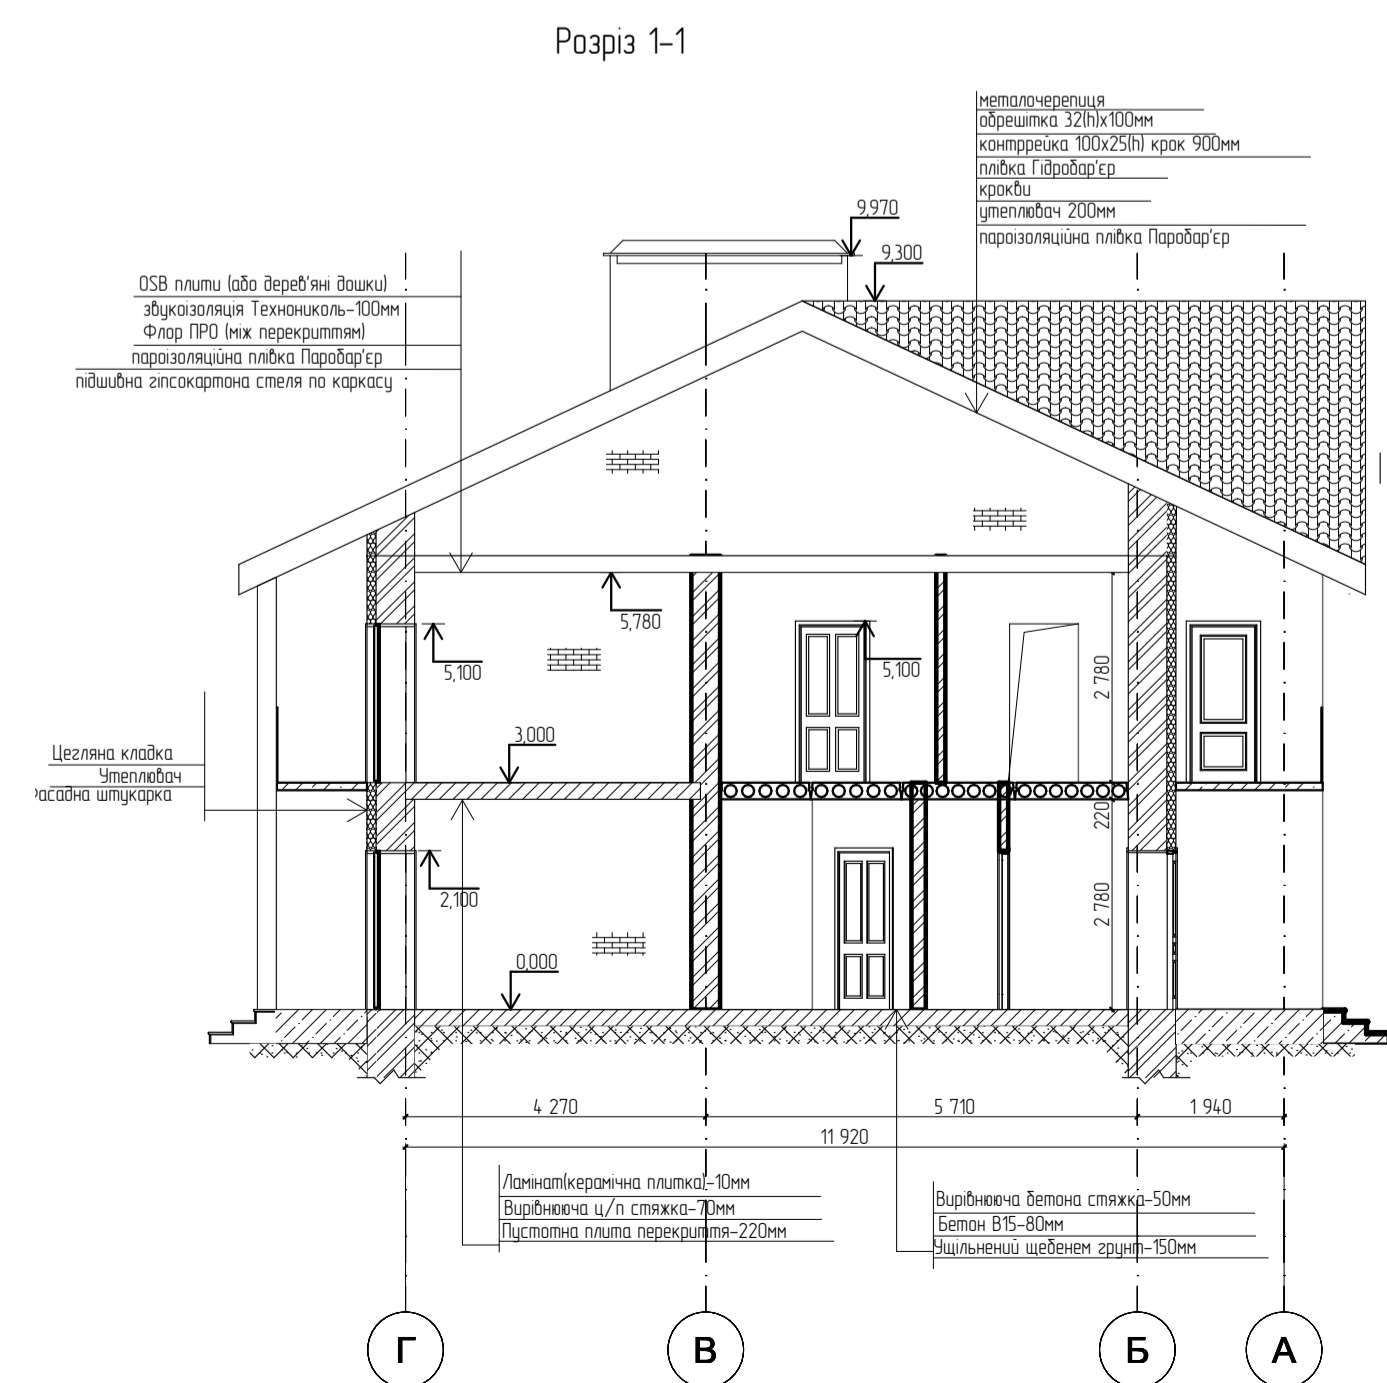 Розріз 1-1
металочерепиця
обрешітка 32(h)х100мм
контррейка 100х25(h) крок 900мм
плівка Гідробар'єр
крокви
утеплювач 200мм
пароізоляційна плівка Паробар'єр
9,970
9,300
OSB плити (або дерев'яні дошки)
звукоізоляція Технониколь-100мм
Флор ПРО (між перекриттям)
пароізоляційна плівка Паробар'єр
підшивна гіпсокартона стеля по каркасу
5,780
5,100
5,100
2 780
3,000
Цегляна кладка
Утеплювач
асадна штукарка
220
2,100
2 780
0,000
4 270
5 710
1 940
11 920
Ламінат(керамічна плитка)-10мм
Вирівнююча ц/п стяжка-70мм
Пустотна плита перекриття-220мм
Вирівнююча бетона стяжка-50мм
Бетон В15-80мм
Ущільнений щебенем грунт-150мм
Г
В
Б
А